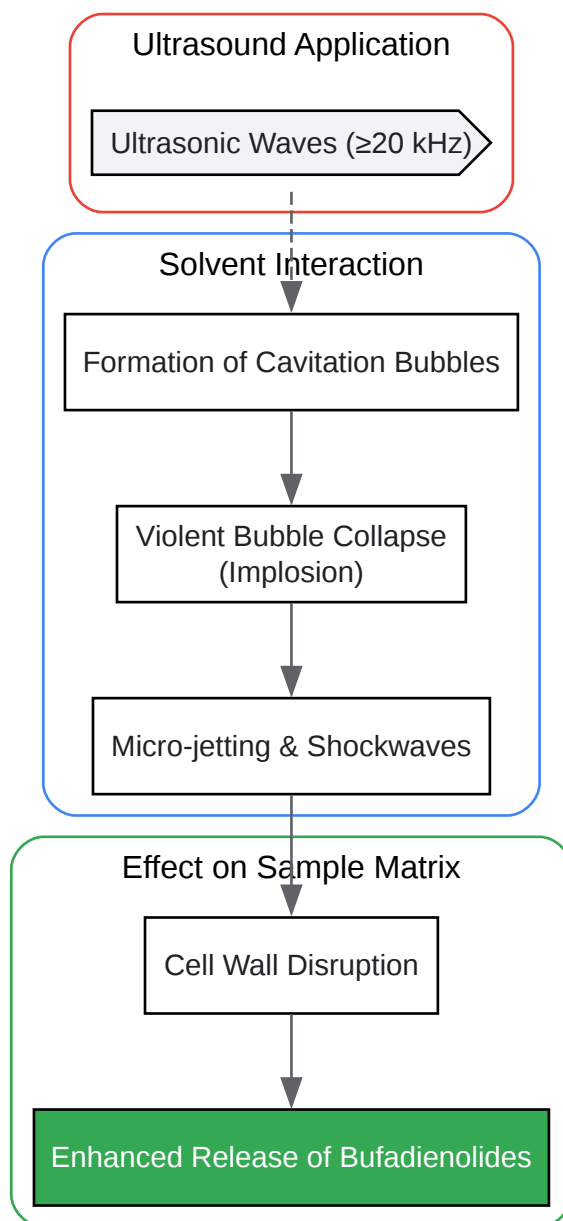 Ultrasound Application
Ultrasonic Waves (≥20 kHz)
Solvent Interaction
Formation of Cavitation Bubbles
Violent Bubble Collapse
(Implosion)
Micro-jetting & Shockwaves
Effect on Sample Matrix
Cell Wall Disruption
Enhanced Release of Bufadienolides